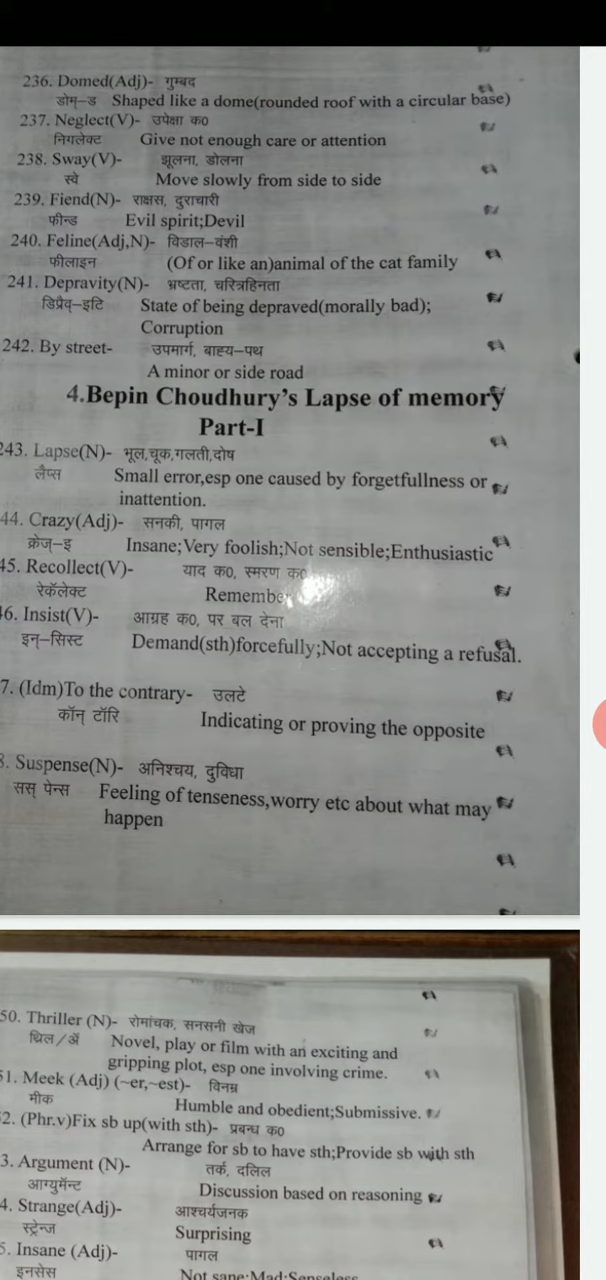 236. Domed(Adj)- गुम्बद
डोम्-ड Shaped like a dome(rounded roof with a circular base)
237. Neglect(V)- उपेक्षा क0
निगलेक्ट Give not enough care or attention
238. Sway(V)- झूलना, डोलना
स्वे Move slowly from side to side
239. Fiend(N)- राक्षस, दुराचारी
फीन्ड Evil spirit;Devil
240. Feline(Adj,N)- विडाल-वंशी
फीलाइन (Of or like an)animal of the cat family
241. Depravity(N)- भ्रष्टता, चरित्रहिनता
डिप्रैव्-इटि State of being depraved(morally bad);
Corruption
242. By street- उपमार्ग, बाह्य-पथ
A minor or side road
4.Bepin Choudhury's Lapse of memory
Part-I
243. Lapse(N)- भूल,चूक,गलती,दोष
लैप्स Small error,esp one caused by forgetfullness or
inattention.
44. Crazy(Adj)- सनकी, पागल
क्रेज्-इ Insane;Very foolish;Not sensible;Enthusiastic
45. Recollect(V)- याद क0, स्मरण क0
रेकॅलेक्ट Remember
46. Insist(V)- आग्रह क0, पर बल देना
इन्-सिस्ट Demand(sth)forcefully;Not accepting a refusal.
7. (Idm)To the contrary- उलटे
कॉन् टॉरि Indicating or proving the opposite
8. Suspense(N)- अनिश्चय, दुविधा
सस् पेन्स Feeling of tenseness,worry etc about what may
happen
50. Thriller (N)- रोमांचक, सनसनी खेज
थ्रिल/ॲ Novel, play or film with an exciting and
gripping plot, esp one involving crime.
51. Meek (Adj) (~er,~est)- विनम्र
मीक Humble and obedient;Submissive.
2. (Phr.v)Fix sb up(with sth)- प्रबन्ध क0
Arrange for sb to have sth;Provide sb with sth
3. Argument (N)- तर्क, दलिल
आग्युमॅन्ट Discussion based on reasoning
4. Strange(Adj)- आश्चर्यजनक
स्ट्रेन्ज Surprising
5. Insane (Adj)- पागल
इनसेस Not sane;Mad;Senseless